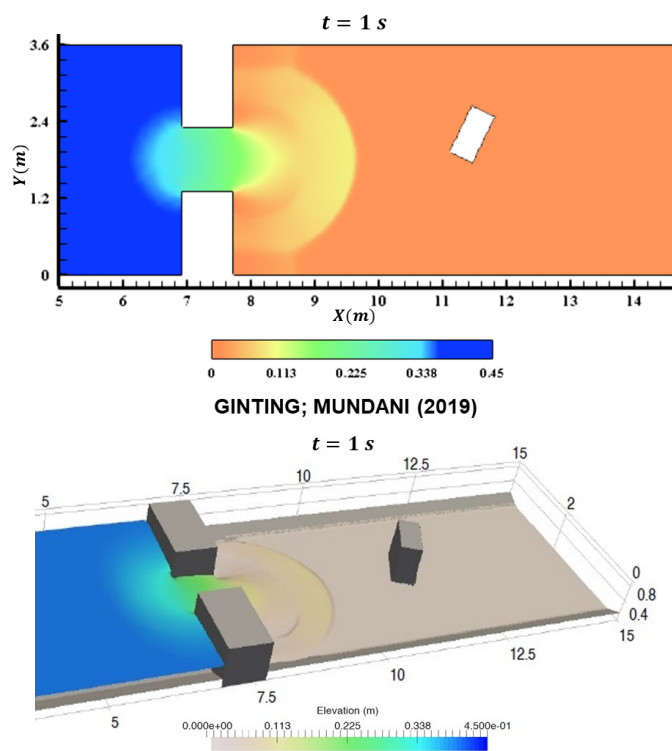 t = 1 s
3.6
2.4
Y(m)
1.2
0
5 6 7 8 9 10 11 12 13 14
X(m)
0 0.113 0.225 0.338 0.45
GINTING; MUNDANI (2019)
t = 1 s
5 7.5 10 12.5 15
2
0
0.8
0.4
5 7.5 10 12.5 15
Elevation (m)
0.000e+00 0.113 0.225 0.338 4.500e-01